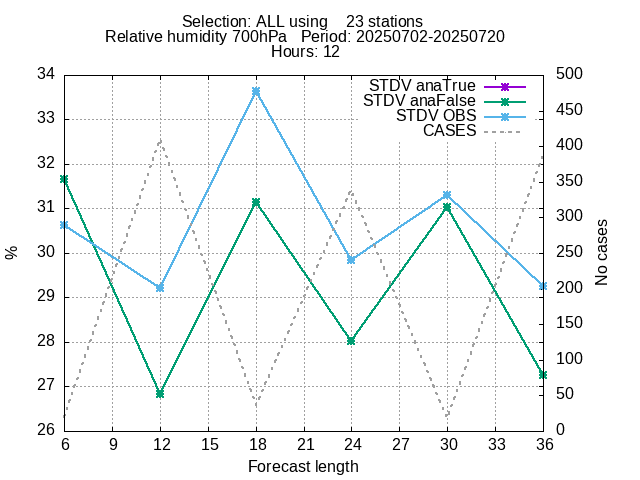 Selection: ALL using 23 stations
Relative humidity 700hPa Period: 20250702-20250720
Hours: 12
STDV anaTrue
STDV anaFalse
STDV OBS
CASES
34
33
32
31
30
29
28
27
26
%
500
450
400
350
300
250
200
150
100
50
0
No cases
6 9 12 15 18 21 24 27 30 33 36
Forecast length